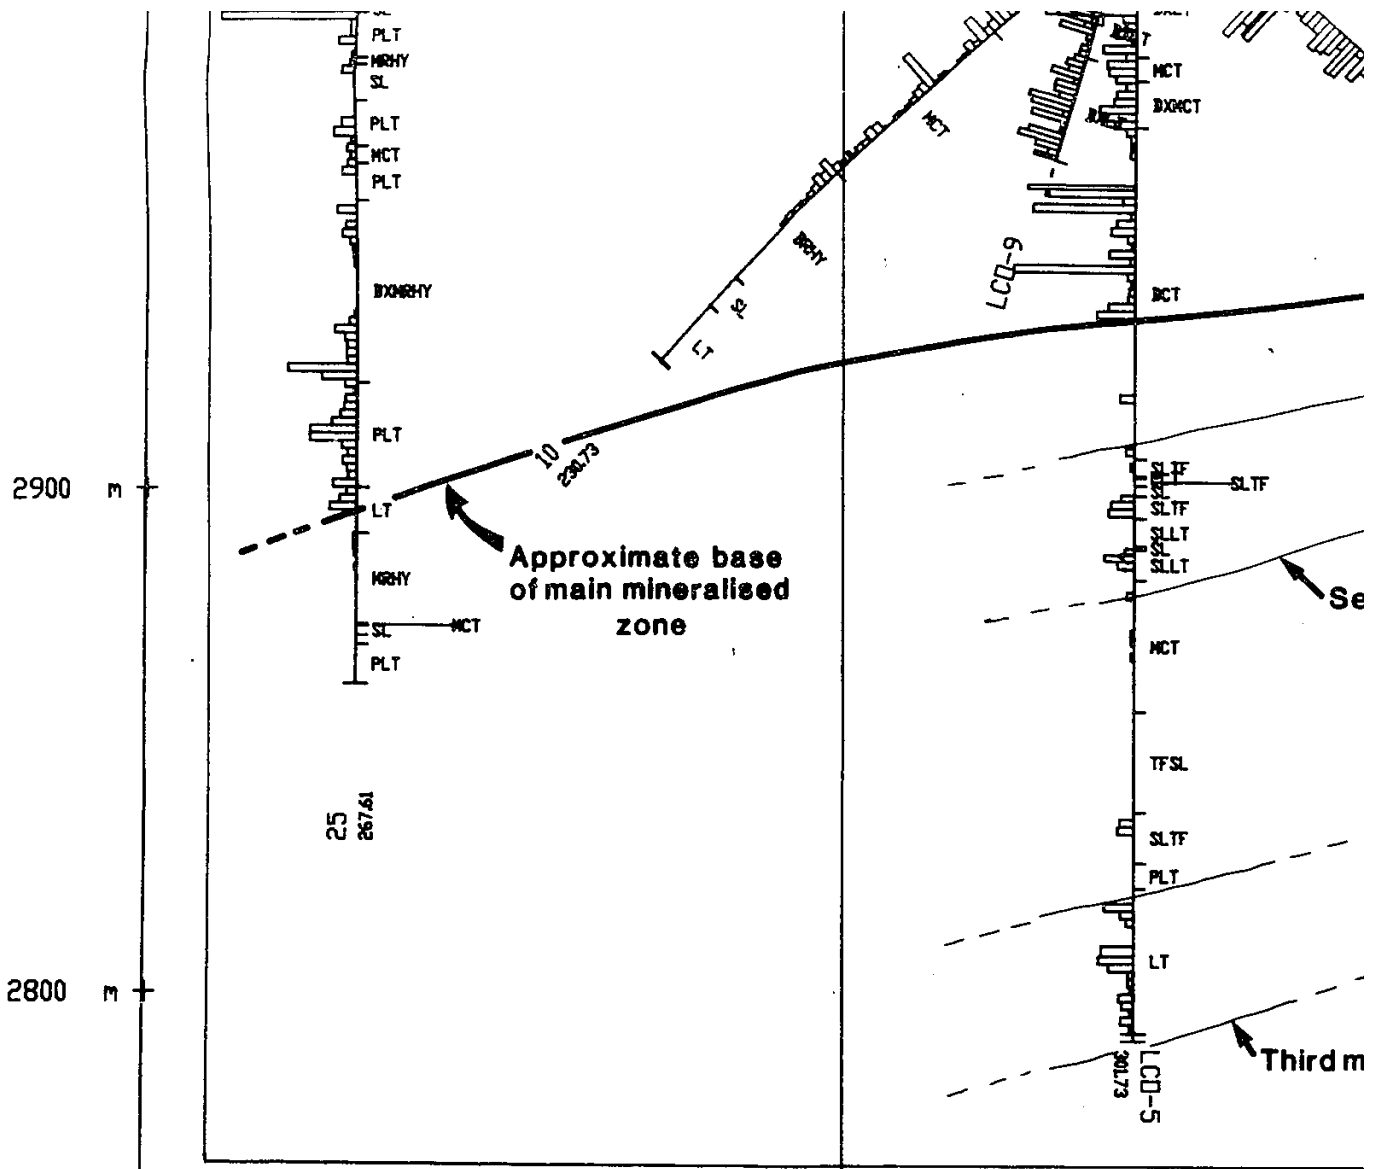 PLT
MRHY
SL
PLT
MCT
PLT
BXMRHY
PLT
LT
MRHY
SL MCT
PLT
25
267.61
2900 m
2800 m
MCT
BRHY
LT
10
230.73
Approximate base
of main mineralised
zone
LCD-9
T
MCT
BXMCT
BCT
SLTF
SLTF
SLTF
SLLT
SL
SLLT
MCT
TFSL
SLTF
PLT
LT
LCD-5
301.73
Se
Third m